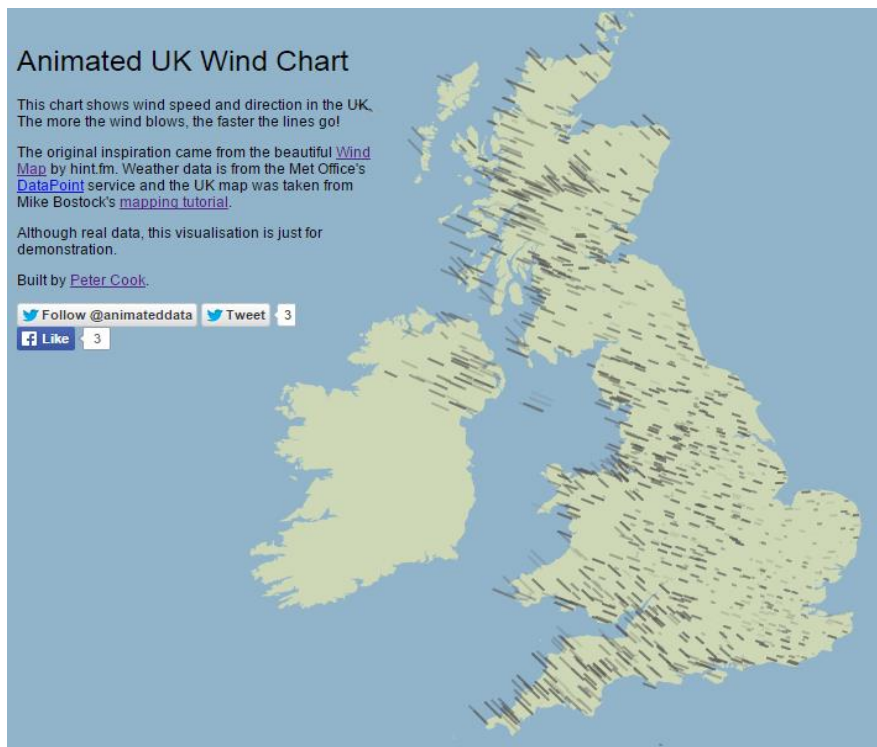 Animated UK Wind Chart
This chart shows wind speed and direction in the UK,
The more the wind blows, the faster the lines go!
The original inspiration came from the beautiful Wind
Map by hint.fm. Weather data is from the Met Office's
DataPoint service and the UK map was taken from
Mike Bostock's mapping tutorial.
Although real data, this visualisation is just for
demonstration.
Built by Peter Cook.
Follow @animateddata Tweet 3
Like 3